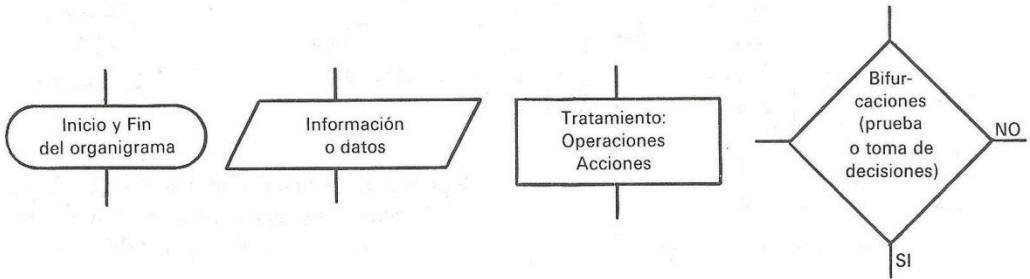 Inicio y Fin
del organigrama
Información
o datos
Tratamiento:
Operaciones
Acciones
Bifur-
caciones
(prueba
o toma de
decisiones)
NO
SI